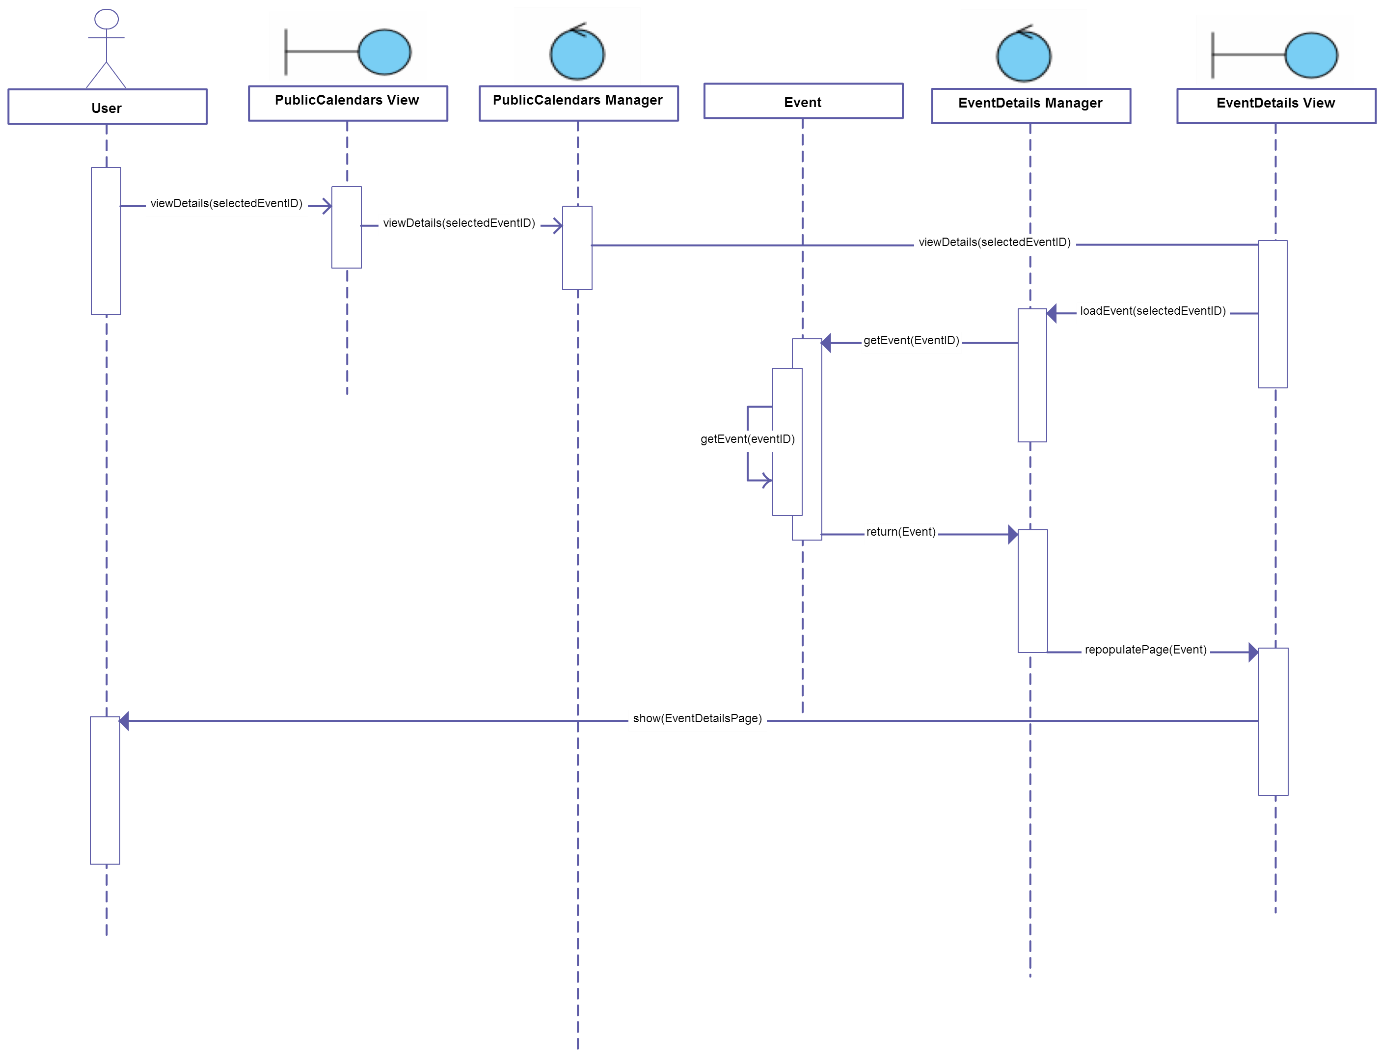 User
PublicCalendars View
PublicCalendars Manager
Event
EventDetails Manager
EventDetails View
viewDetails(selectedEventID)
viewDetails(selectedEventID)
viewDetails(selectedEventID)
loadEvent(selectedEventID)
getEvent(EventID)
getEvent(eventID)
return(Event)
repopulatePage(Event)
show(EventDetailsPage)